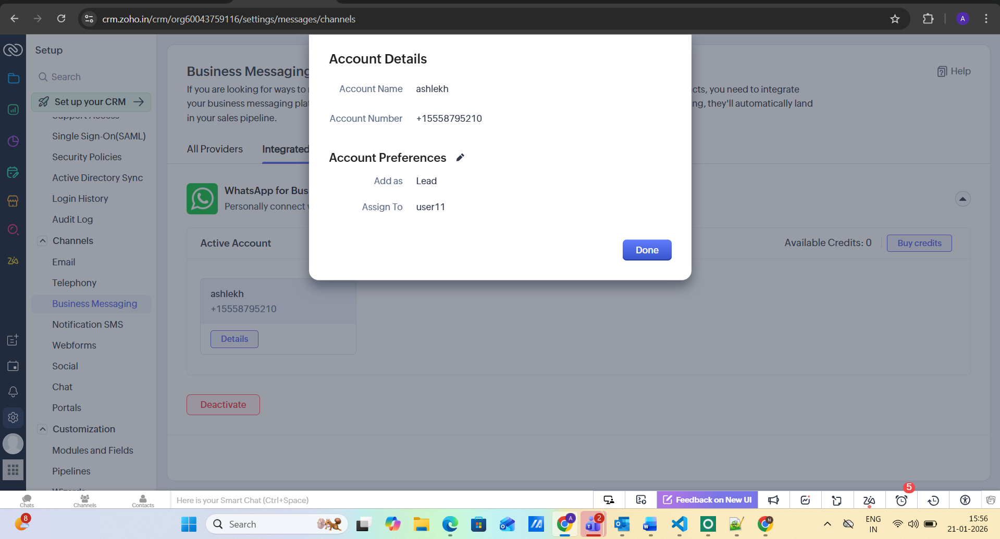 crm.zoho.in/crm/org60043759116/settings/messages/channels
A
Setup
Search
Set up your CRM
Support Access
Single Sign-On(SAML)
Security Policies
Active Directory Sync
Login History
Audit Log
Channels
Email
Telephony
Business Messaging
Notification SMS
Webforms
Social
Chat
Portals
Customization
Modules and Fields
Pipelines
Wizards
Business Messaging
Help
If you are looking for ways to
cts, you need to integrate
your business messaging pla
ng, they'll automatically land
in your sales pipeline.
All Providers
Integrated
WhatsApp for Bus
Personally connect
Active Account
Available Credits: 0
Buy credits
ashlekh
+15558795210
Details
Deactivate
Account Details
Account Name ashlekh
Account Number +15558795210
Account Preferences
Add as Lead
Assign To user11
Done
Chats
Channels
Contacts
Here is your Smart Chat (Ctrl+Space)
Feedback on New UI
5
8
Search
A
2
N
ENG
IN
15:56
21-01-2026